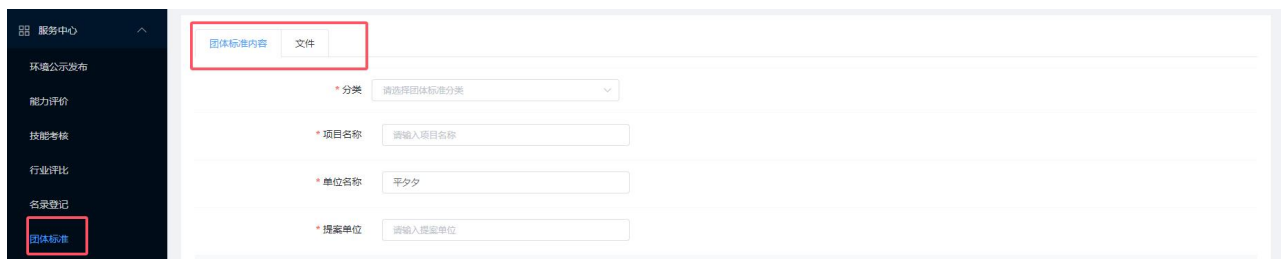 服务中心
团体标准内容 文件
环境公示发布
* 分类 请选择团体标准分类
能力评价
技能考核
* 项目名称 请输入项目名称
行业评比
* 单位名称 平夕夕
名录登记
团体标准
* 提案单位 请输入提案单位